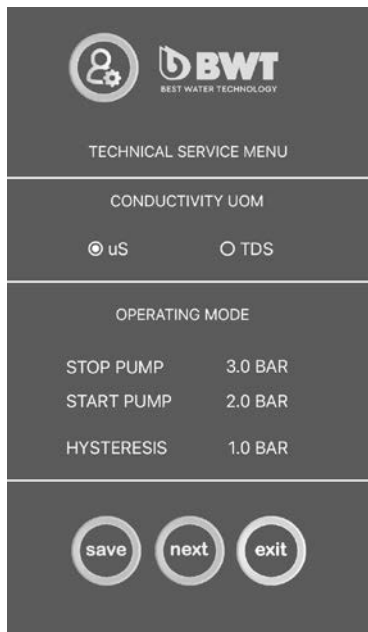 BWT
BEST WATER TECHNOLOGY
TECHNICAL SERVICE MENU
CONDUCTIVITY UOM
uS TDS
OPERATING MODE
STOP PUMP 3.0 BAR
START PUMP 2.0 BAR
HYSTERESIS 1.0 BAR
save next exit